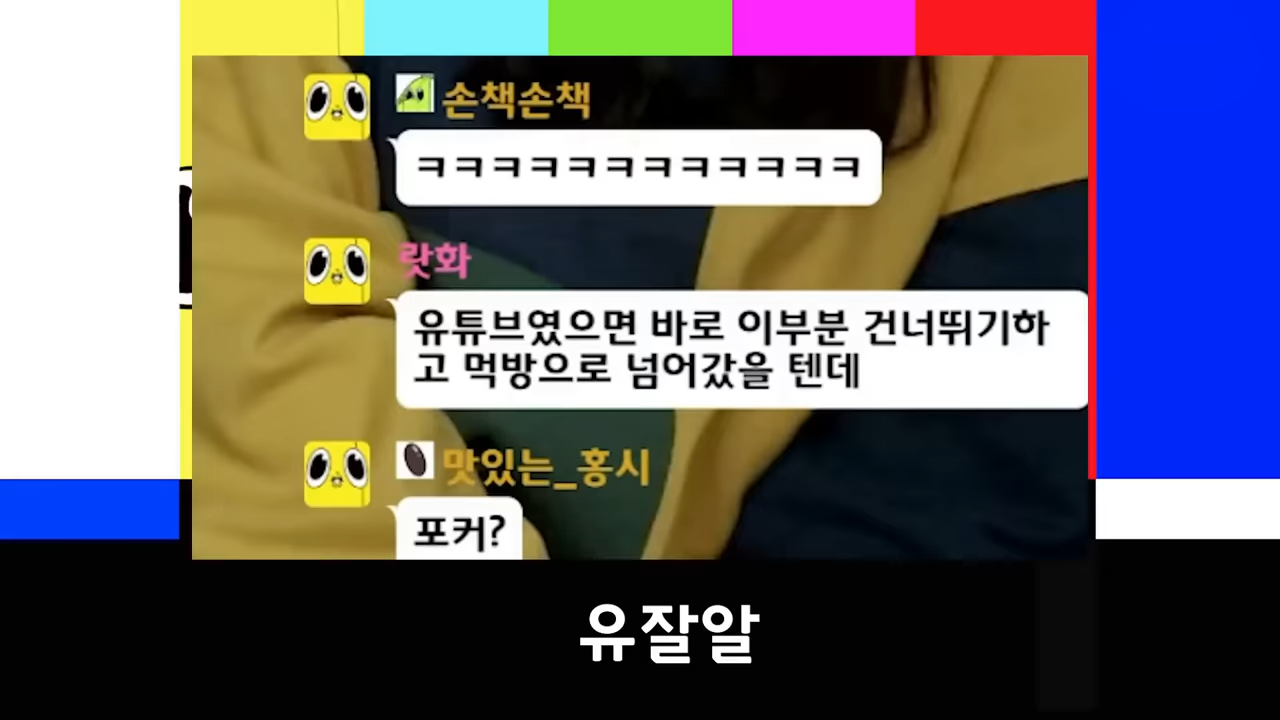 손책손책
ㅋㅋㅋㅋㅋㅋㅋㅋㅋㅋㅋㅋ
랏화
유튜브였으면 바로 이부분 건너뛰기하
고 먹방으로 넘어갔을 텐데
맛있는_홍시
포커?
유잘알